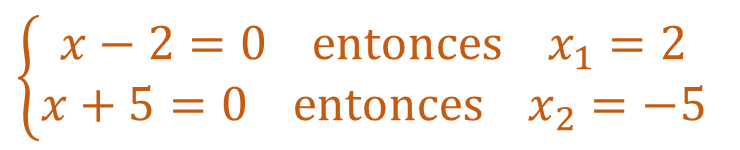 x − 2 = 0 entonces x₁ = 2
x + 5 = 0 entonces x₂ = −5